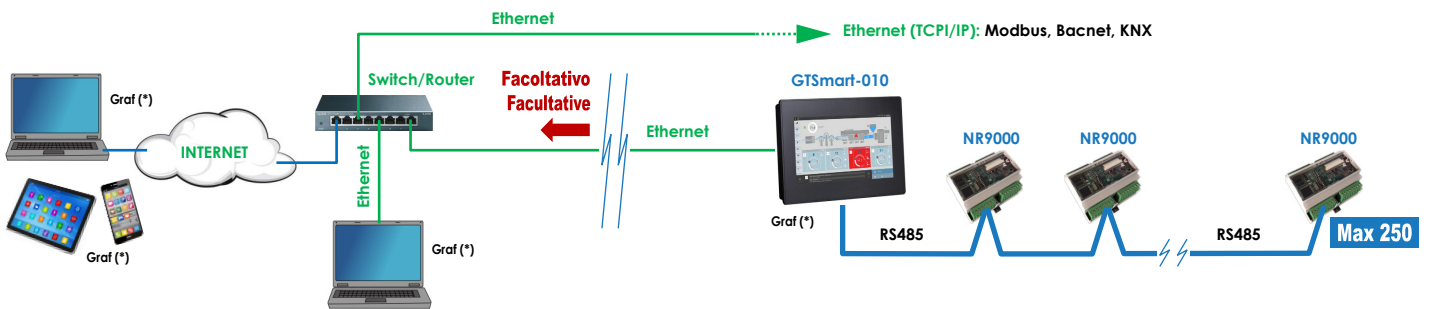 Ethernet
Ethernet (TCPI/IP): Modbus, Bacnet, KNX
Switch/Router
Facoltativo
Facultative
GTSmart-010
Graf (*)
INTERNET
Ethernet
Ethernet
NR9000
NR9000
NR9000
Graf (*)
Graf (*)
Graf (*)
RS485
RS485
Max 250